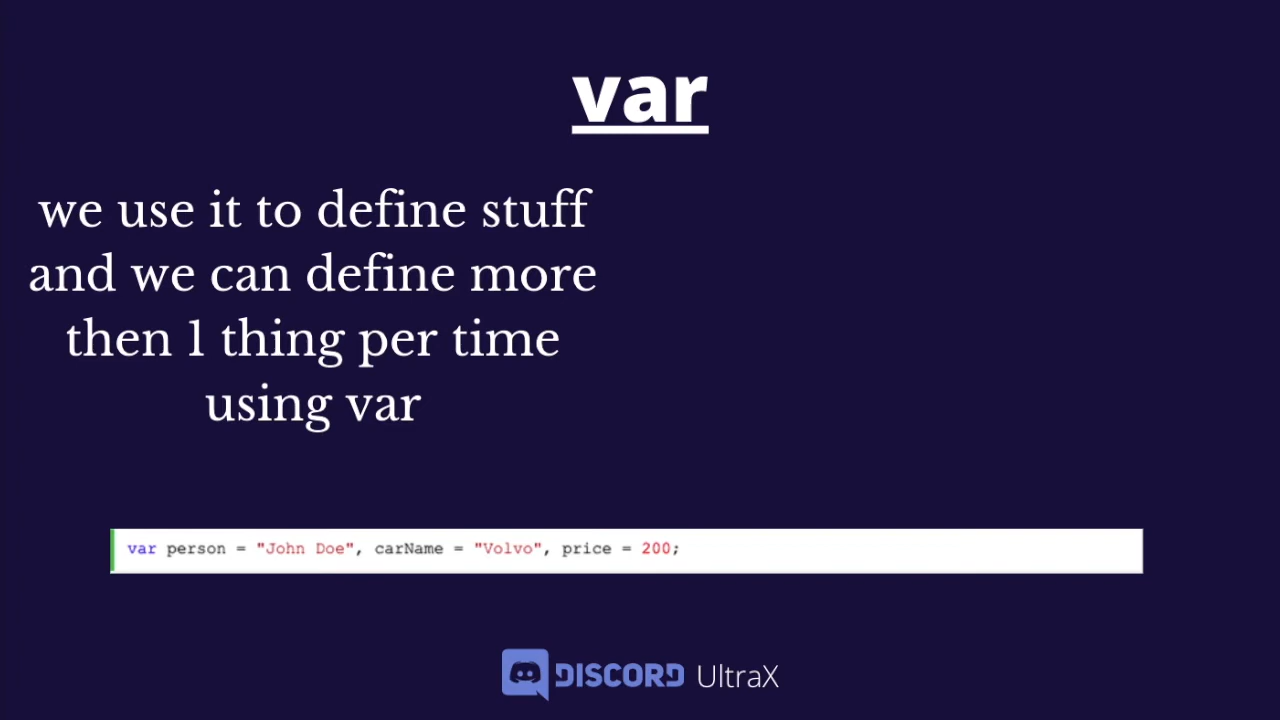 var
we use it to define stuff
and we can define more
then 1 thing per time
using var
var person = "John Doe", carName = "Volvo", price = 200;
DISCORD UltraX